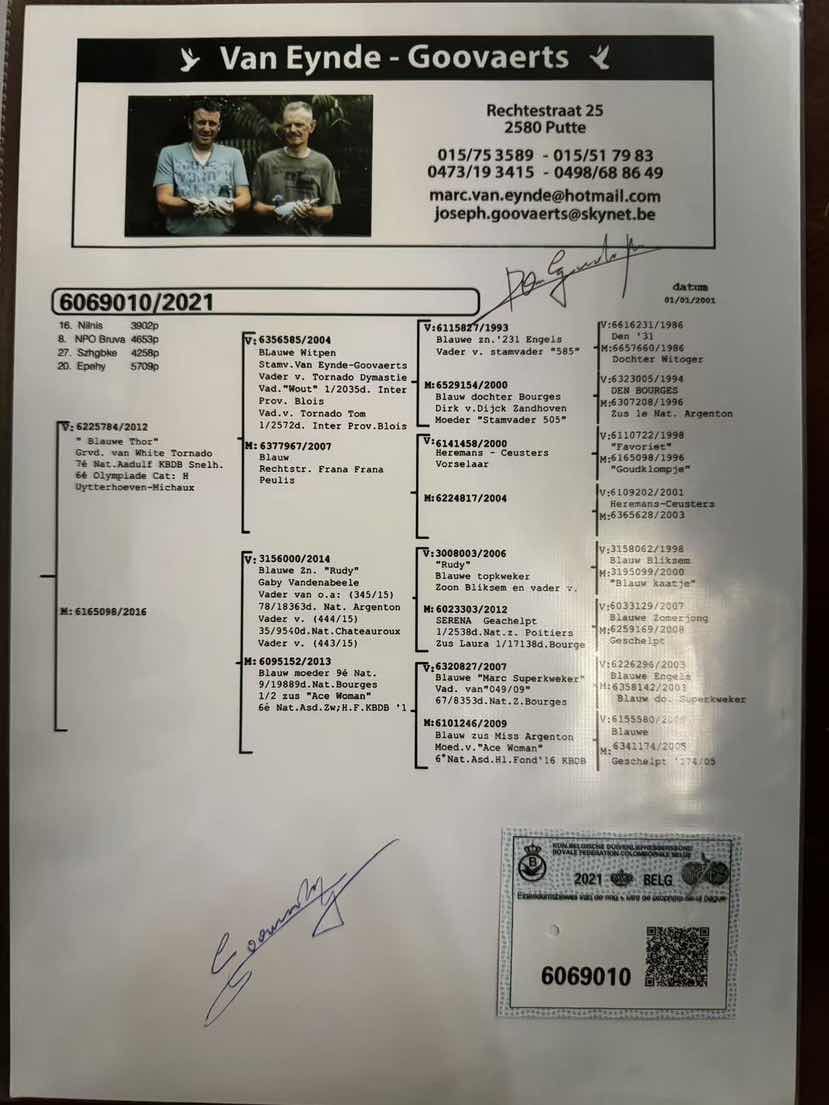 Van Eynde - Goovaerts
Rechtestraat 25
2580 Putte
015/75 3589 - 015/51 79 83
0473/19 3415 - 0498/68 86 49
marc.van.eynde@hotmail.com
joseph.goovaerts@skynet.be
datum
01/01/2001
6069010/2021
16. Nilnis 3902p
8. NPO Bruva 4653p
27. Szhgbke 4258p
20. Epehy 5709p
V: 6225784/2012
" Blauwe Thor"
Grvd. van White Tornado
7é Nat.Aadulf KBDB Snelh.
6é Olympiade Cat: H
Uytterhoeven-Michaux
M: 6165098/2016
V: 6356585/2004
BLauwe Witpen
Stamv.Van Eynde-Goovaerts
Vader v. Tornado Dymastie
Vad."Wout" 1/2035d. Inter
Prov. Blois
Vad.v. Tornado Tom
1/2572d. Inter Prov.Blois
M: 6377967/2007
Blauw
Rechtstr. Frana Frana
Peulis
V: 3156000/2014
Blauwe Zn. "Rudy"
Gaby Vandenabeele
Vader van o.a: (345/15)
78/18363d. Nat. Argenton
Vader v. (444/15)
35/9540d.Nat.Chateauroux
Vader v. (443/15)
M: 6095152/2013
Blauw moeder 9é Nat.
9/19889d.Nat.Bourges
1/2 zus "Ace Woman"
6é Nat.Asd.Zw;H.F.KBDB '1
V:6115827/1993
Blauwe zn.'231 Engels
Vader v. stamvader "585"
M:6529154/2000
Blauw dochter Bourges
Dirk v.Dijck Zandhoven
Moeder "Stamvader 505"
V:6141458/2000
Heremans - Ceusters
Vorselaar
M:6224817/2004
V:3008003/2006
"Rudy"
Blauwe topkweker
Zoon Bliksem en vader v.
M:6023303/2012
SERENA Geachelpt
1/2538d.Nat.z. Poitiers
Zus Laura 1/17138d.Bourge
V:6320827/2007
Blauwe "Marc Superkweker"
Vad. van"049/09"
67/8353d.Nat.Z.Bourges
M:6101246/2009
Blauw zus Miss Argenton
Moed.v."Ace Woman"
6°Nat.Asd.Hl.Fond'16 KBDB
V:6616231/1986
Den '31
M:6657660/1986
Dochter Witoger
V:6323005/1994
DEN BOURGES
M:6307208/1996
Zus 1e Nat. Argenton
V:6110722/1998
"Favoriet"
M:6165098/1996
"Goudklompje"
V:6109202/2001
Heremans-Ceusters
M:6365628/2003
V:3158062/1998
Blauw Bliksem
M:3195099/2000
"Blauw kaatje"
V:6033129/2007
Blauwe Zomerjong
M:6259169/2008
Geschelpt
V:6226296/2003
Blauwe Engels
M:6358142/2003
Blauw do. Superkweker
V:6155580/
Blauwe
M:6341174/2005
Geschelpt '274/05
KON.BELGISCHE DUIVENLIEFHEBBERSBOND
ROYALE FEDERATION COLOMBOPHILE BELGE
B
2021 BELG
6069010